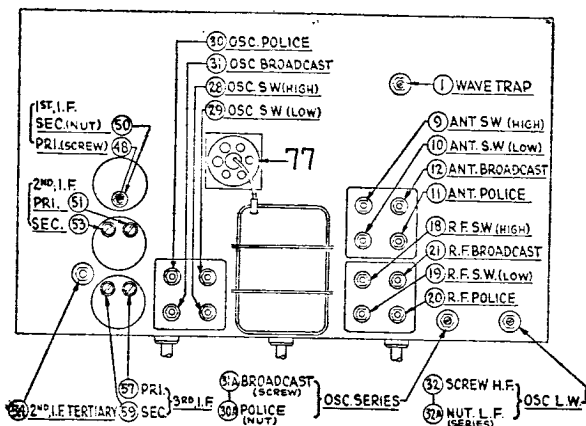 30 OSC. POLICE
31 OSC BROADCAST
28 OSC S.W (HIGH)
29 OSC S.W (LOW)
1 WAVE TRAP
1ST. I.F.
SEC. (NUT) 50
PRI. (SCREW) 48
77
9 ANT. S.W. (HIGH)
10 ANT. S.W (LOW)
12 ANT. BROADCAST
11 ANT. POLICE
2ND. I.F.
PRI. 51
SEC. 53
18 R.F. S.W (HIGH)
21 R.F. BROADCAST
19 R.F. S.W. (LOW)
20 R.F. POLICE
54 2ND. I.F. TERTIARY
57 PRI.
59 SEC.
3RD. I.F
31A BROADCAST
(SCREW)
30A POLICE
(NUT)
OSC. SERIES
32 SCREW H.F.
32A NUT. L.F.
(SERIES)
OSC L.W.